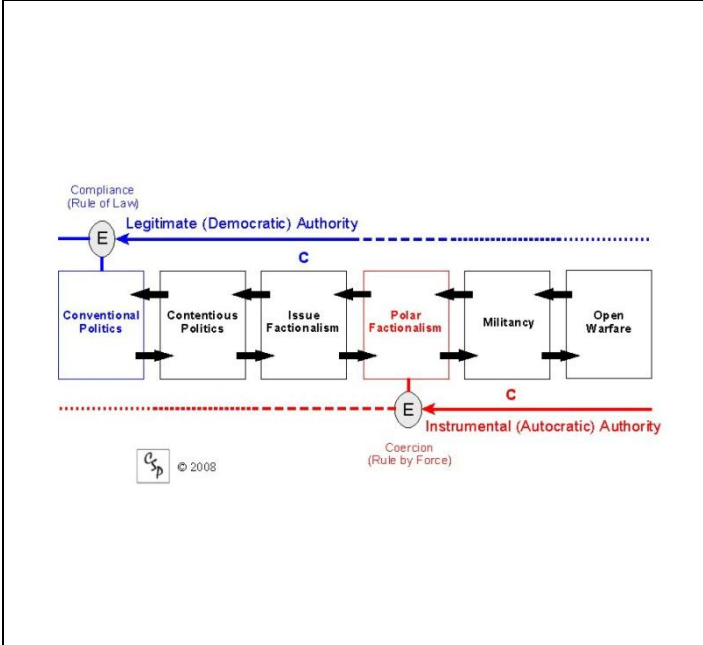 Compliance
(Rule of Law)
E
Legitimate (Democratic) Authority
C
Conventional
Politics
Contentious
Politics
Issue
Factionalism
Polar
Factionalism
Militancy
Open
Warfare
E
C
Instrumental (Autocratic) Authority
Coercion
(Rule by Force)
CSP
© 2008